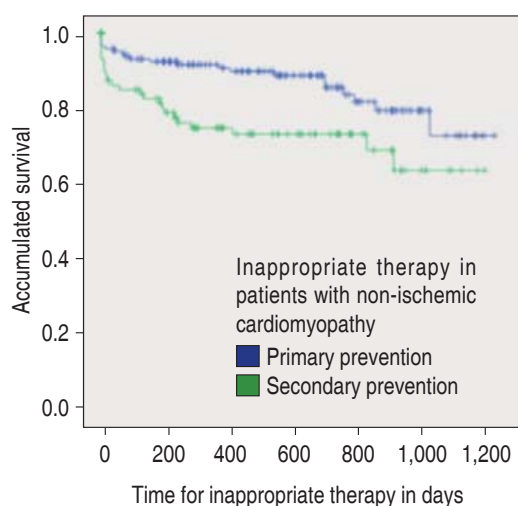 Accumulated survival
1.0
0.8
0.6
0.4
0.2
0.0
Inappropriate therapy in
patients with non-ischemic
cardiomyopathy
Primary prevention
Secondary prevention
0 200 400 600 800 1,000 1,200
Time for inappropriate therapy in days